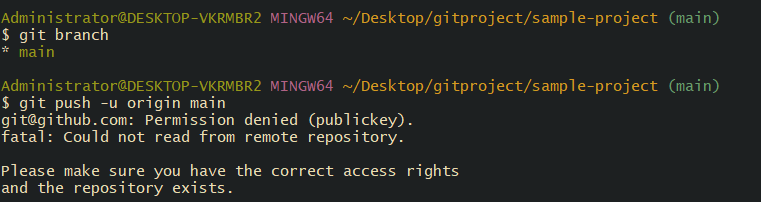 Administrator@DESKTOP-VKRMBR2 MINGW64 ~/Desktop/gitproject/sample-project (main)
$ git branch
* main
Administrator@DESKTOP-VKRMBR2 MINGW64 ~/Desktop/gitproject/sample-project (main)
$ git push -u origin main
git@github.com: Permission denied (publickey).
fatal: Could not read from remote repository.
Please make sure you have the correct access rights
and the repository exists.